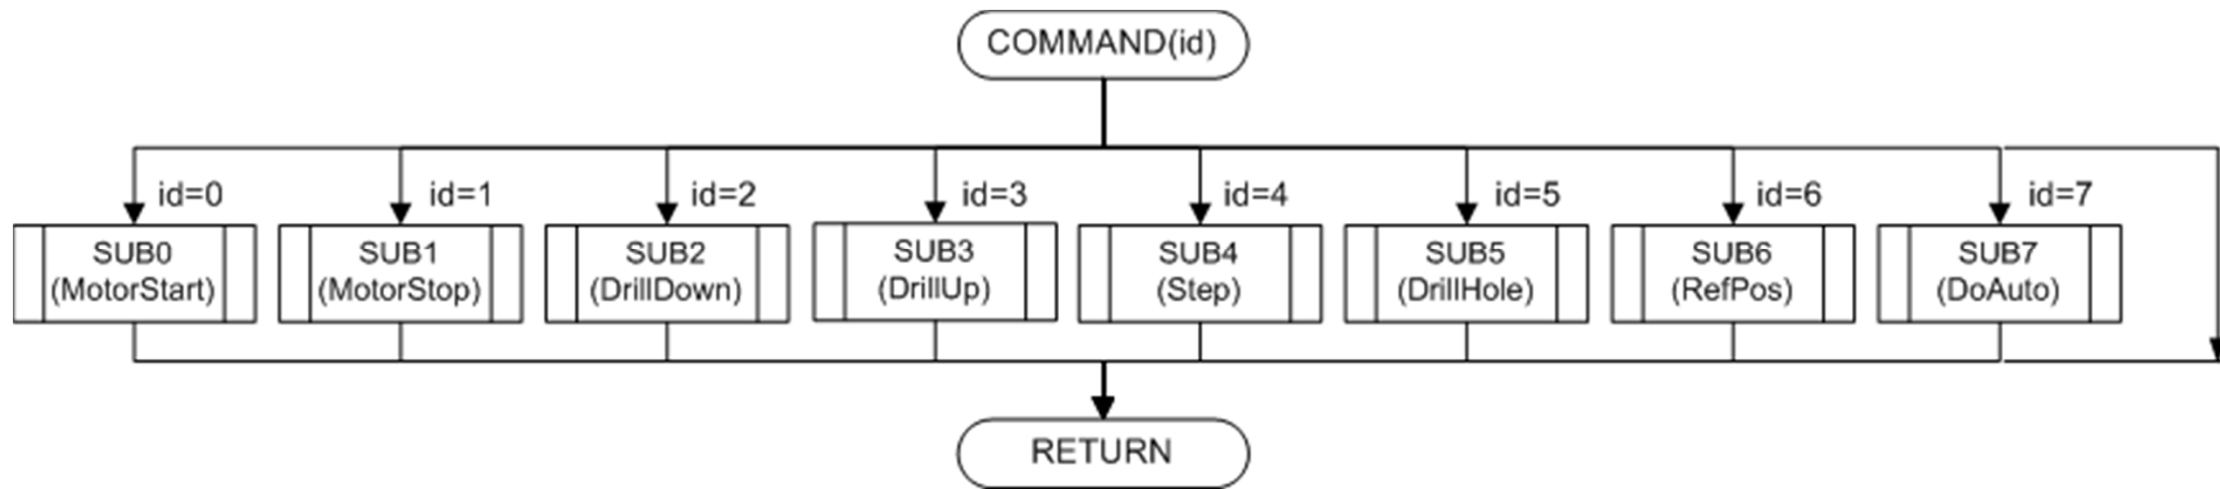 COMMAND(id)
id=0
id=1
id=2
id=3
id=4
id=5
id=6
id=7
SUB0
(MotorStart)
SUB1
(MotorStop)
SUB2
(DrillDown)
SUB3
(DrillUp)
SUB4
(Step)
SUB5
(DrillHole)
SUB6
(RefPos)
SUB7
(DoAuto)
RETURN